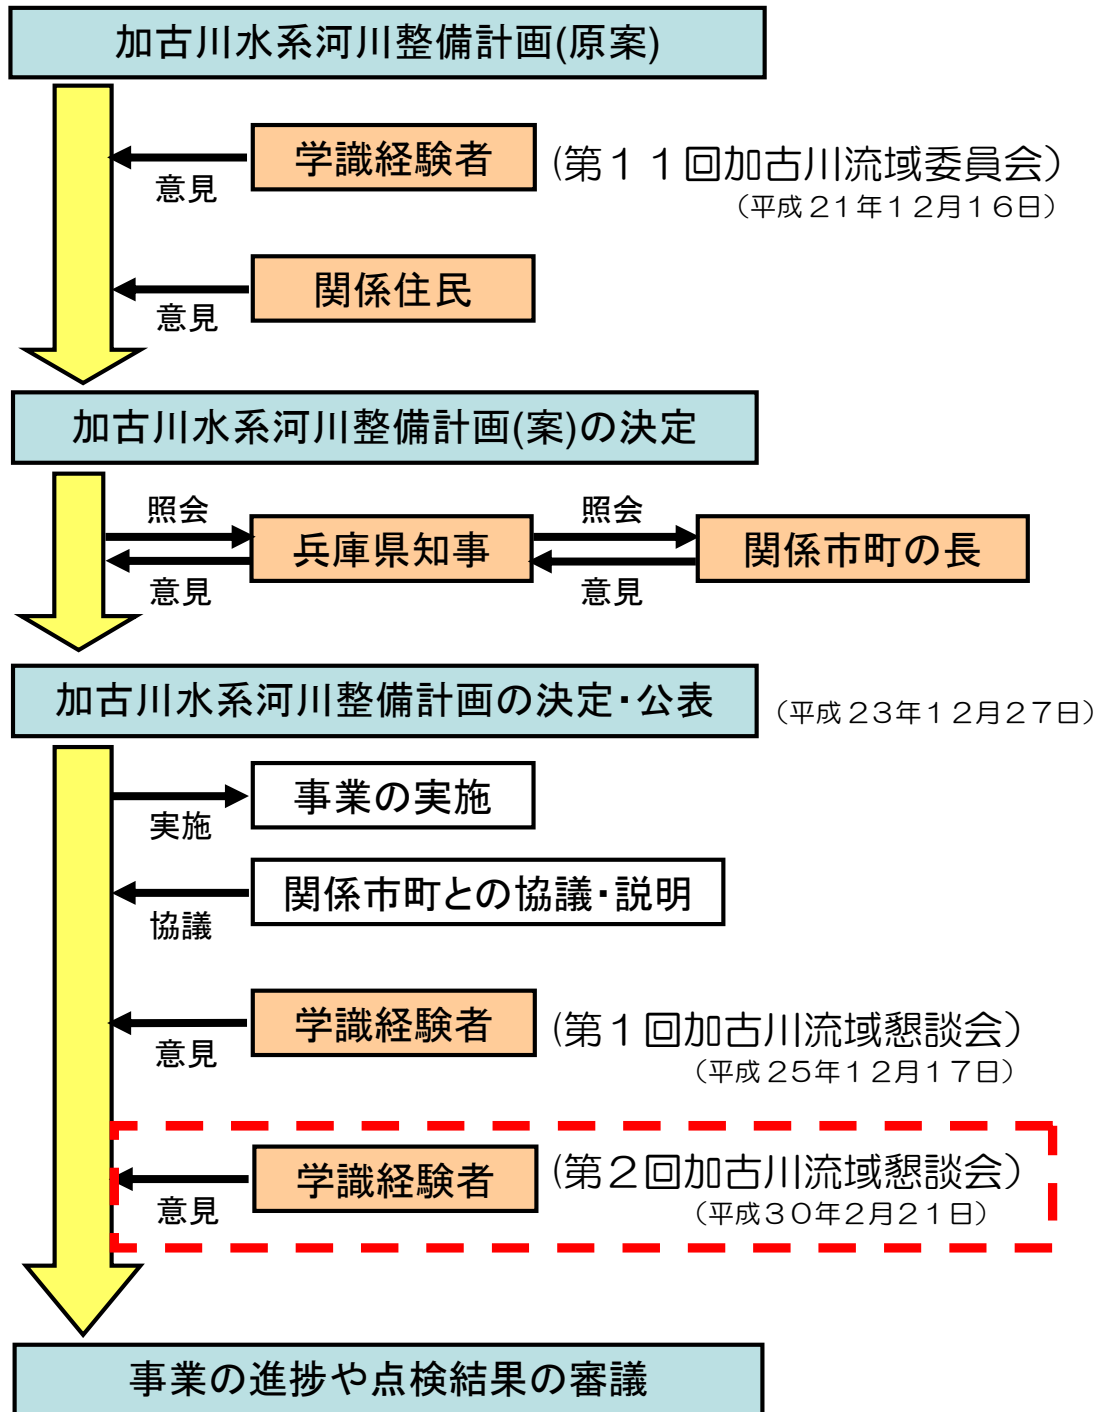 加古川水系河川整備計画(原案)
学識経験者
(第１１回加古川流域委員会）
意見
（平成２１年１２月１６日）
関係住民
意見
加古川水系河川整備計画(案)の決定
照会
照会
兵庫県知事
関係市町の長
意見
意見
加古川水系河川整備計画の決定･公表
（平成２３年１２月２７日）
事業の実施
実施
関係市町との協議･説明
協議
学識経験者
(第１回加古川流域懇談会）
意見
（平成２５年１２月１７日）
学識経験者
(第２回加古川流域懇談会）
意見
（平成３０年２月２１日）
事業の進捗や点検結果の審議